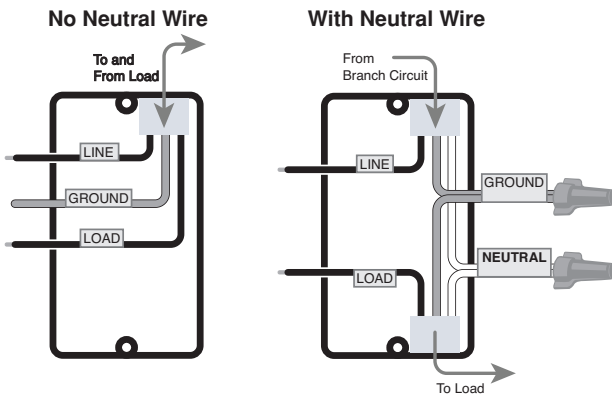 No Neutral Wire
To and
From Load
LINE
GROUND
LOAD
With Neutral Wire
From
Branch Circuit
LINE
GROUND
NEUTRAL
LOAD
To Load